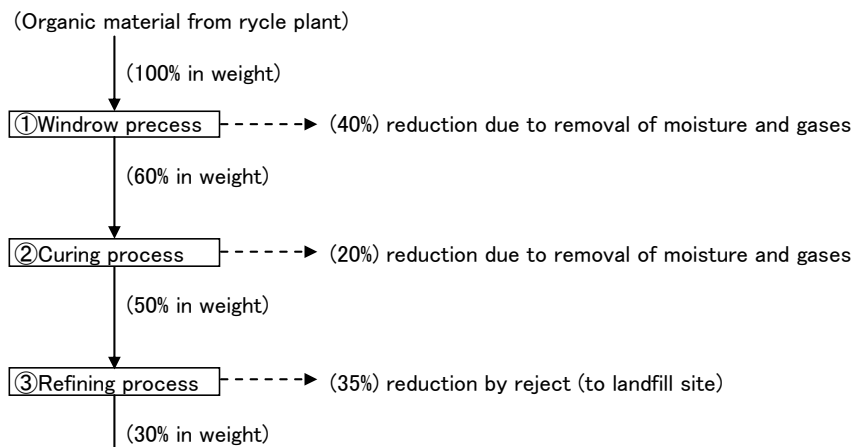 (Organic material from rycle plant)
(100% in weight)
①Windrow precess
(40%) reduction due to removal of moisture and gases
(60% in weight)
②Curing process
(20%) reduction due to removal of moisture and gases
(50% in weight)
③Refining process
(35%) reduction by reject (to landfill site)
(30% in weight)